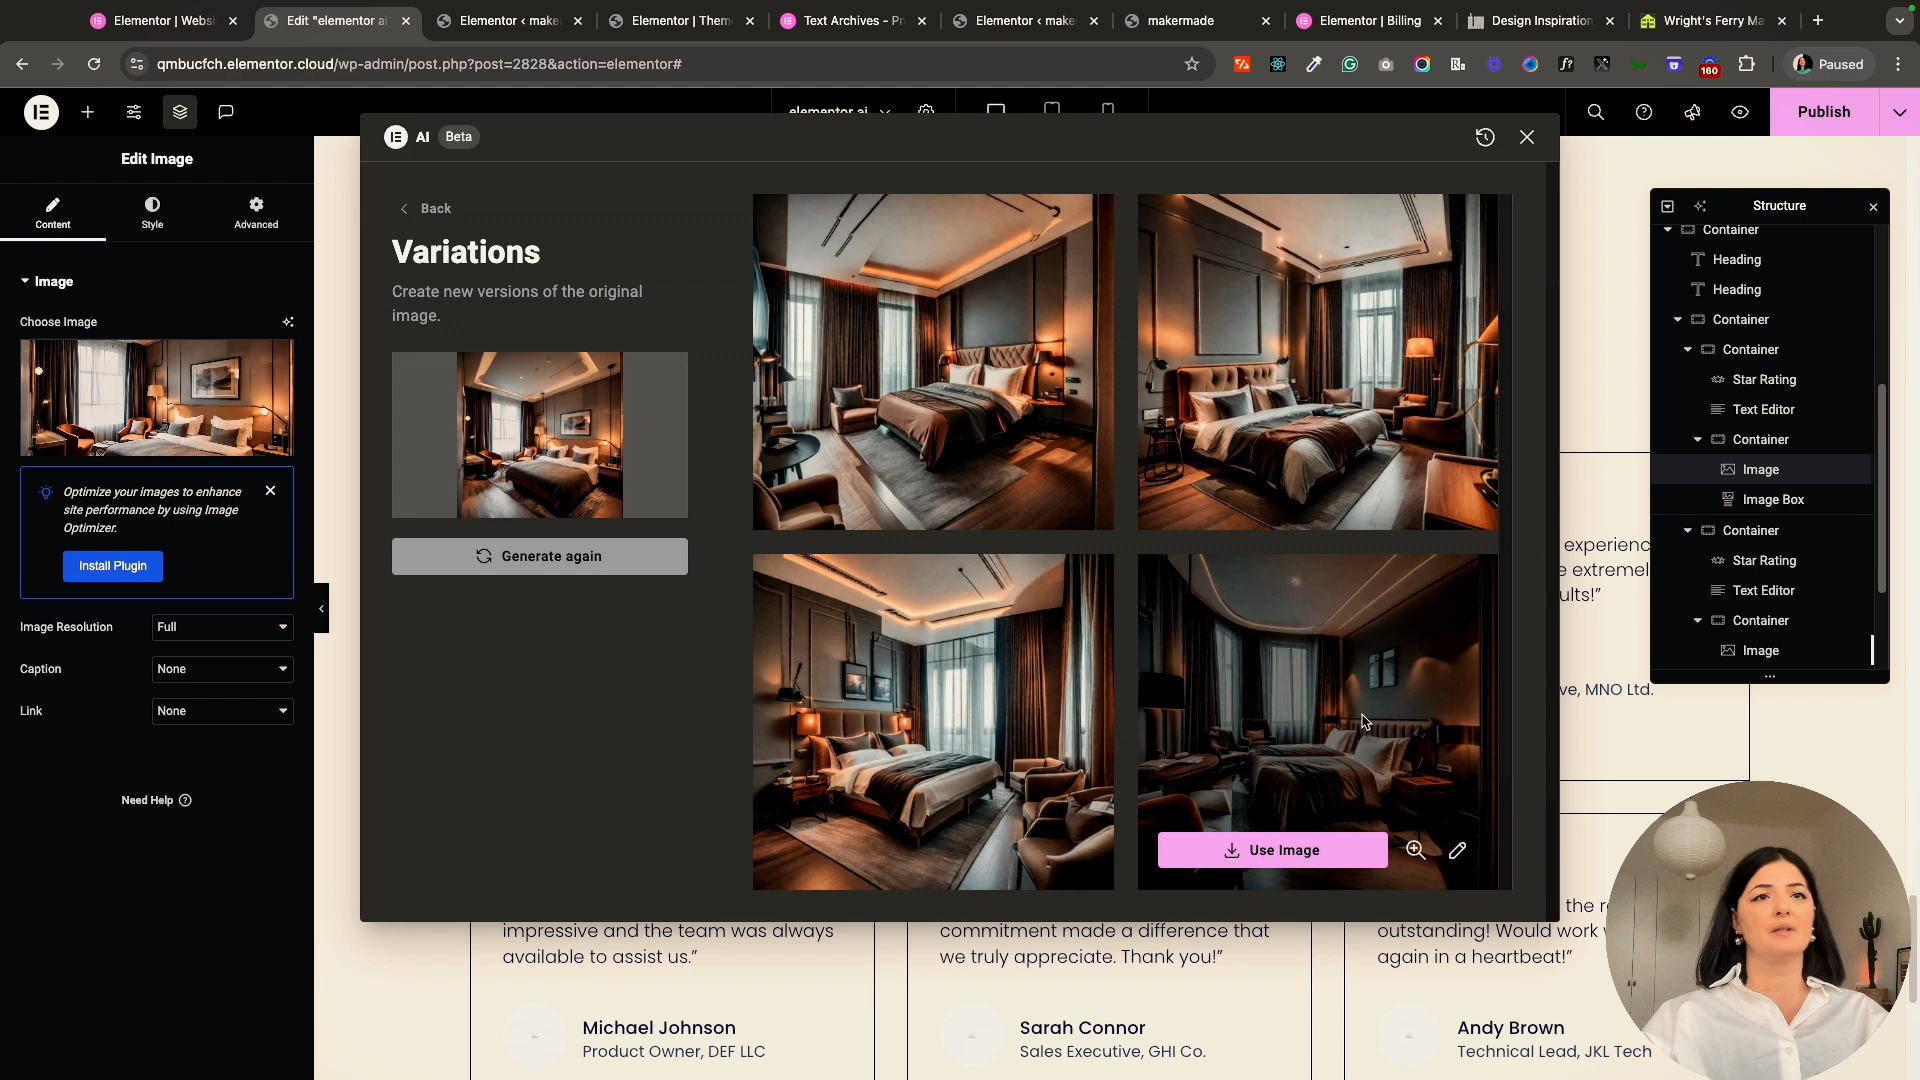 Elementor | Websi
Edit "elementor ai
Elementor ‹ make
Elementor | Them
Text Archives - Pr
Elementor ‹ make
makermade
Elementor | Billing
Design Inspiration
Wright's Ferry Ma
qmbucfch.elementor.cloud/wp-admin/post.php?post=2828&action=elementor#
160
Paused
elementor ai
Publish
Edit Image
Content
Style
Advanced
Image
Choose Image
Optimize your images to enhance
site performance by using Image
Optimizer.
Install Plugin
Image Resolution
Full
Caption
None
Link
None
Need Help
AI
Beta
Back
Variations
Create new versions of the original
image.
Generate again
Use Image
Structure
Container
Heading
Heading
Container
Container
Star Rating
Text Editor
Container
Image
Image Box
Container
Star Rating
Text Editor
Container
Image
experienc
e extremel
ults!”
ve, MNO Ltd.
impressive and the team was always
available to assist us.”
Michael Johnson
Product Owner, DEF LLC
commitment made a difference that
we truly appreciate. Thank you!”
Sarah Connor
Sales Executive, GHI Co.
the r
outstanding! Would work
again in a heartbeat!”
Andy Brown
Technical Lead, JKL Tech